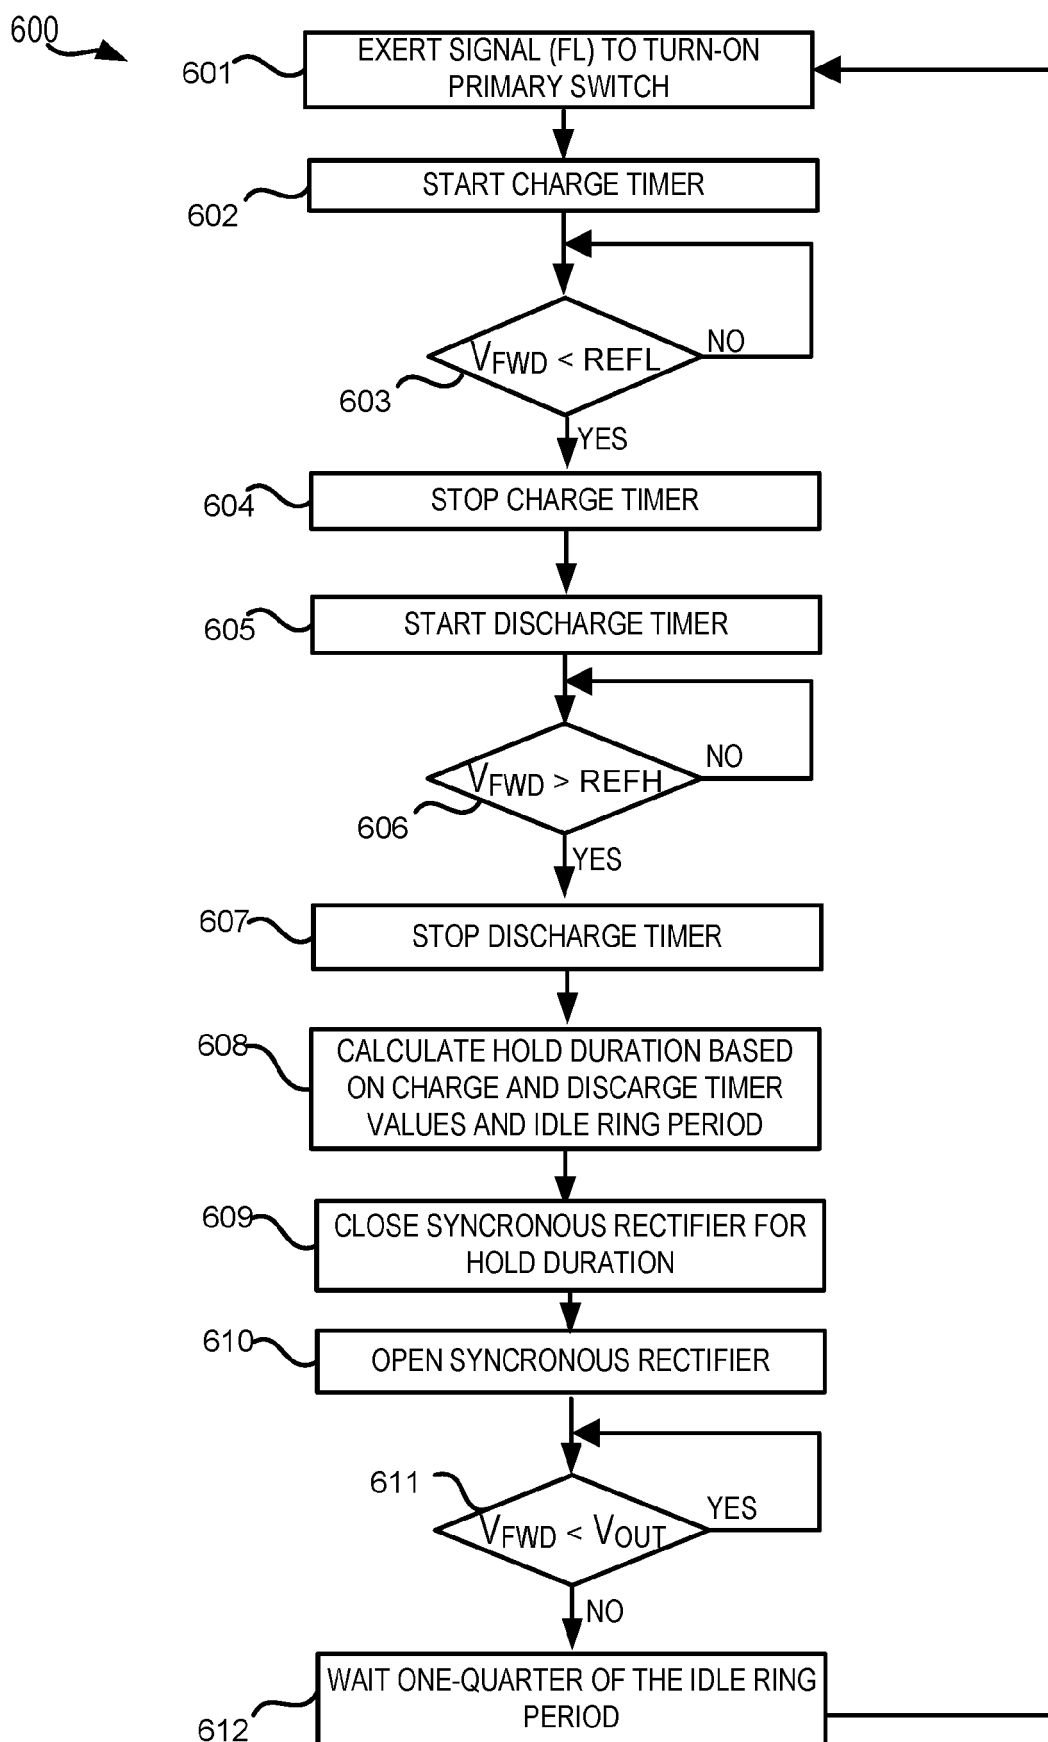 600
601
EXERT SIGNAL (FL) TO TURN-ON
PRIMARY SWITCH
602
START CHARGE TIMER
603
VFWD < REFL
NO
YES
604
STOP CHARGE TIMER
605
START DISCHARGE TIMER
606
VFWD > REFH
NO
YES
607
STOP DISCHARGE TIMER
608
CALCULATE HOLD DURATION BASED
ON CHARGE AND DISCARGE TIMER
VALUES AND IDLE RING PERIOD
609
CLOSE SYNCRONOUS RECTIFIER FOR
HOLD DURATION
610
OPEN SYNCRONOUS RECTIFIER
611
VFWD < VOUT
YES
NO
612
WAIT ONE-QUARTER OF THE IDLE RING
PERIOD